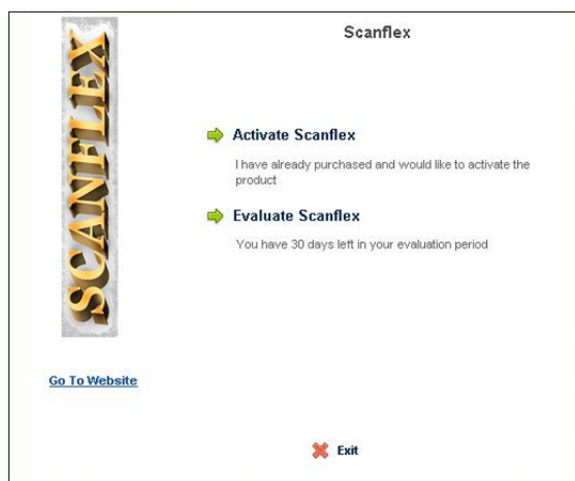 Scanflex
SCANFLEX
Activate Scanflex
I have already purchased and would like to activate the
product
Evaluate Scanflex
You have 30 days left in your evaluation period
Go To Website
Exit